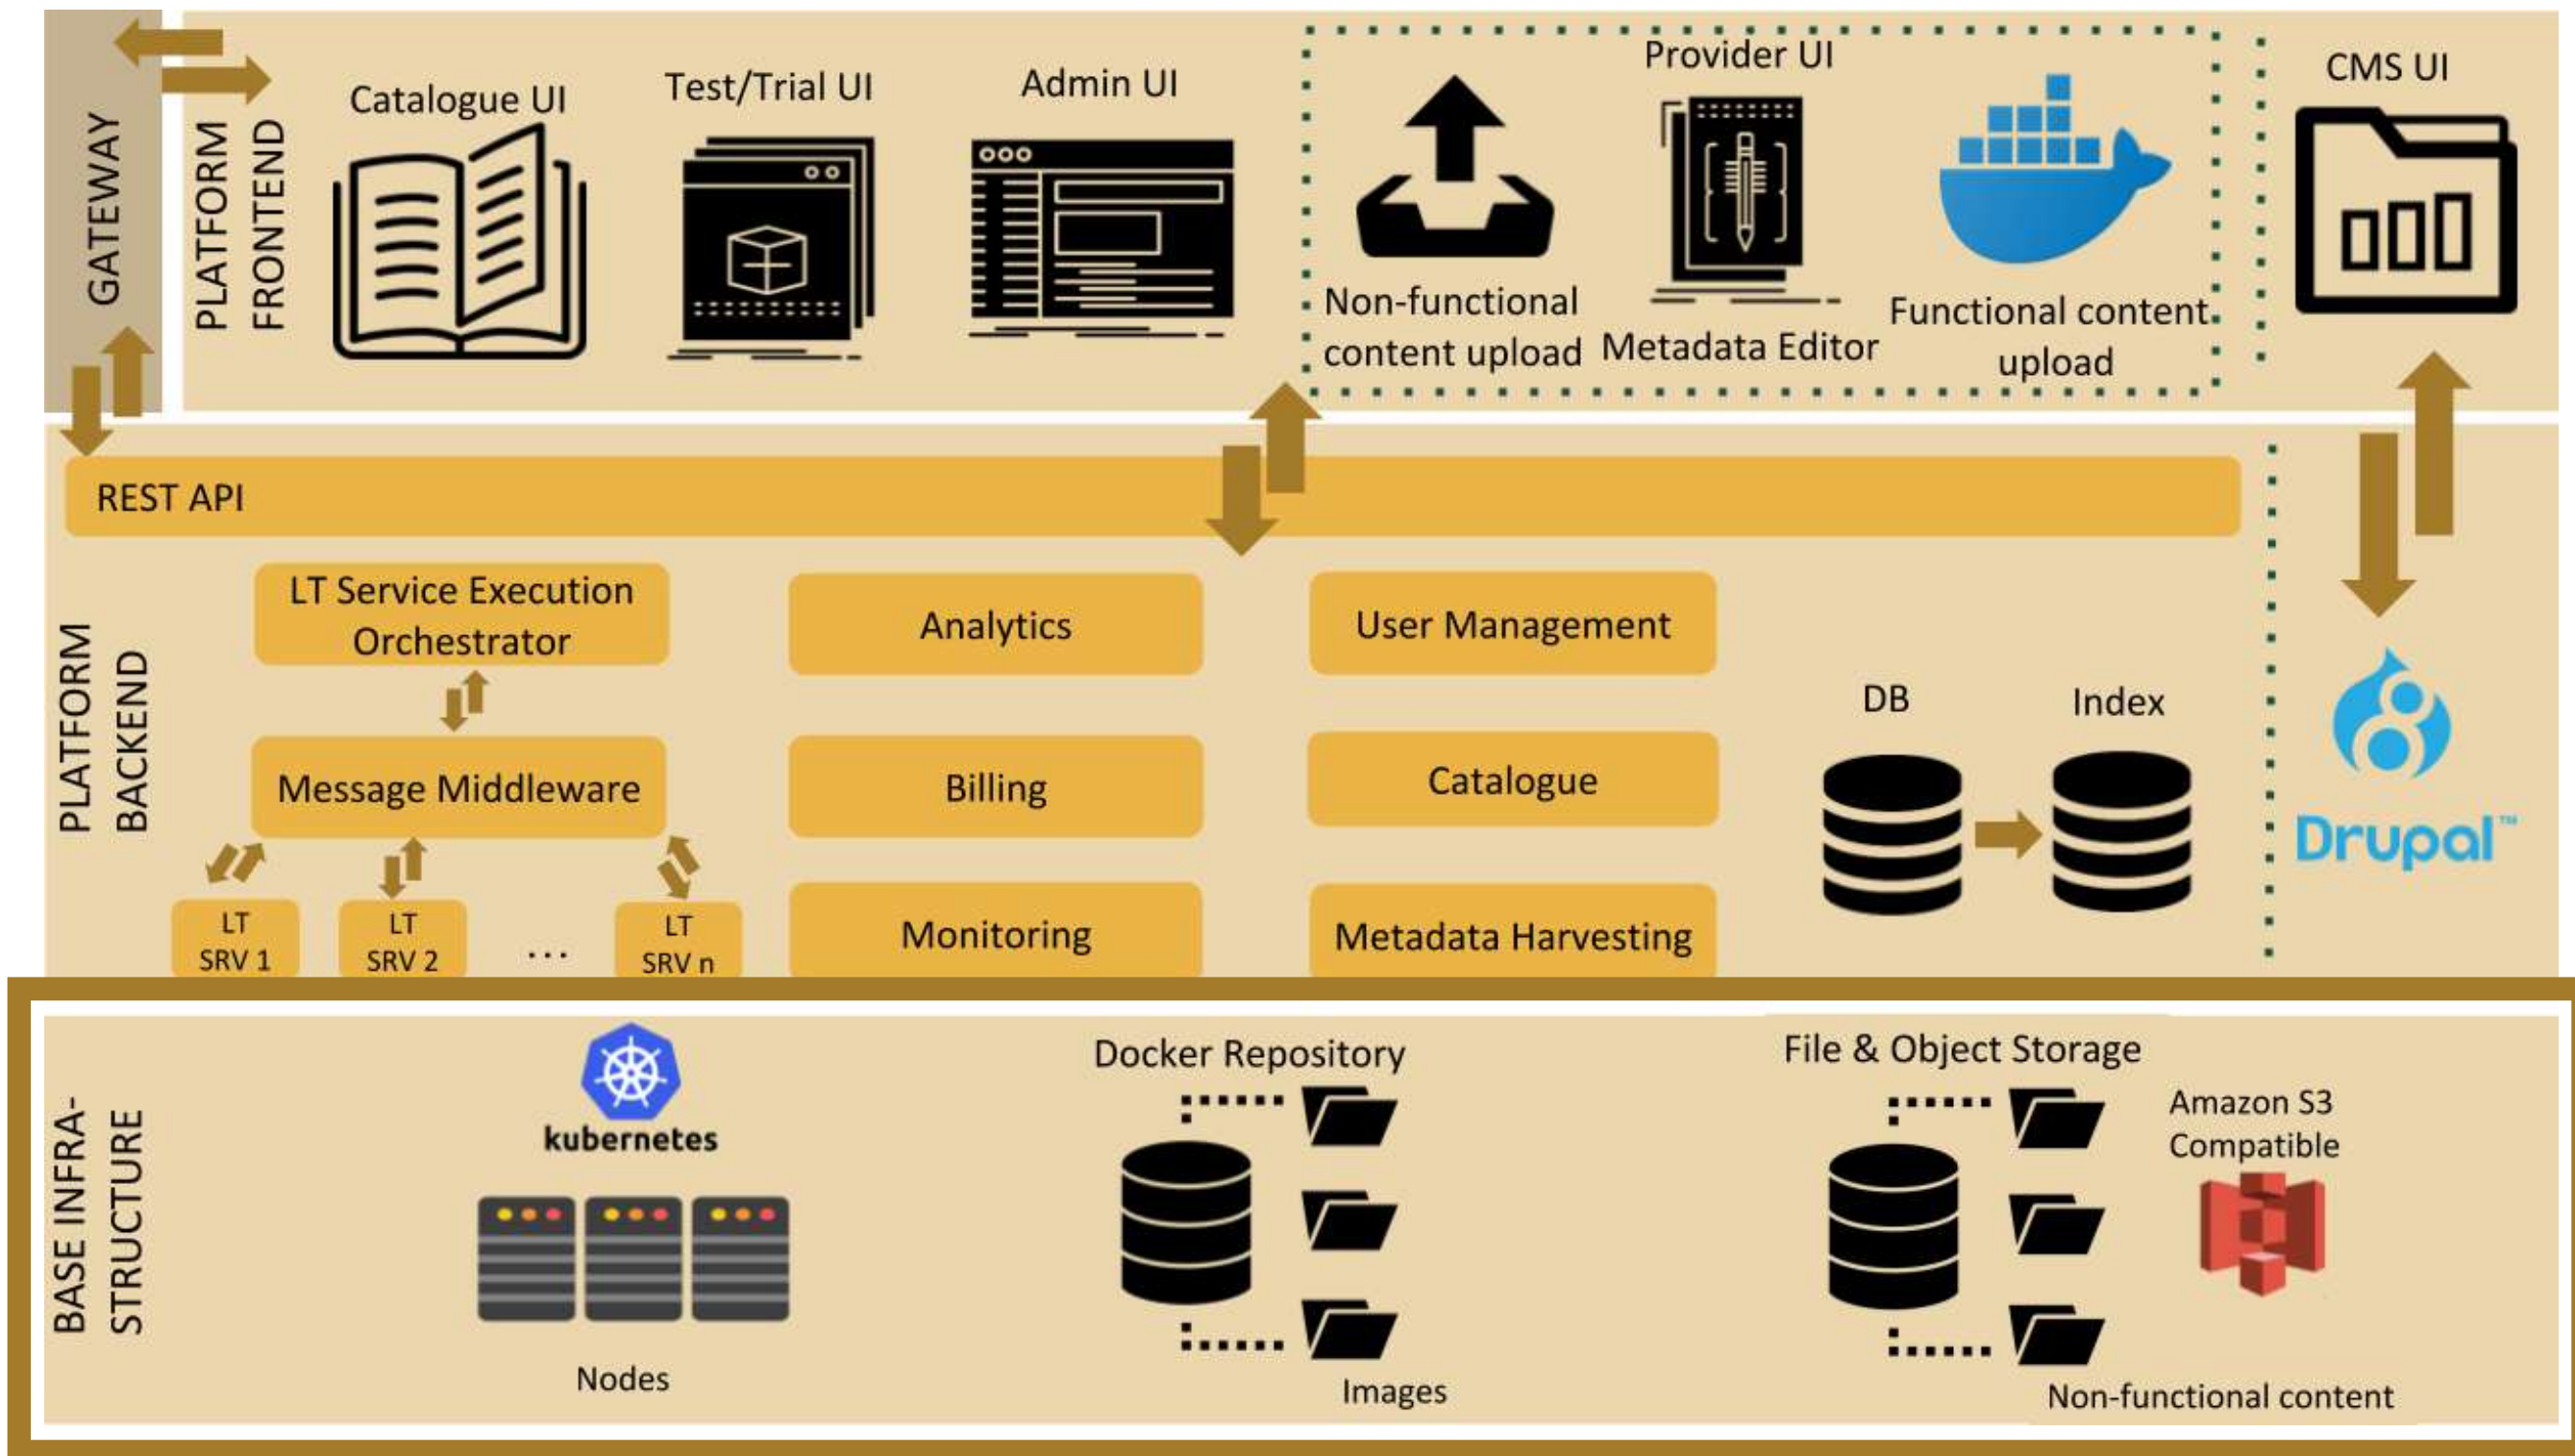 GATEWAY
PLATFORM
FRONTEND
Catalogue UI
Test/Trial UI
Admin UI
Provider UI
Non-functional
content upload
Metadata Editor
Functional content
upload
CMS UI
REST API
PLATFORM
BACKEND
LT Service Execution
Orchestrator
Message Middleware
LT
SRV 1
LT
SRV 2
...
LT
SRV n
Analytics
Billing
Monitoring
User Management
Catalogue
Metadata Harvesting
DB
Index
Drupal™
BASE INFRA-
STRUCTURE
kubernetes
Nodes
Docker Repository
Images
File & Object Storage
Amazon S3
Compatible
Non-functional content